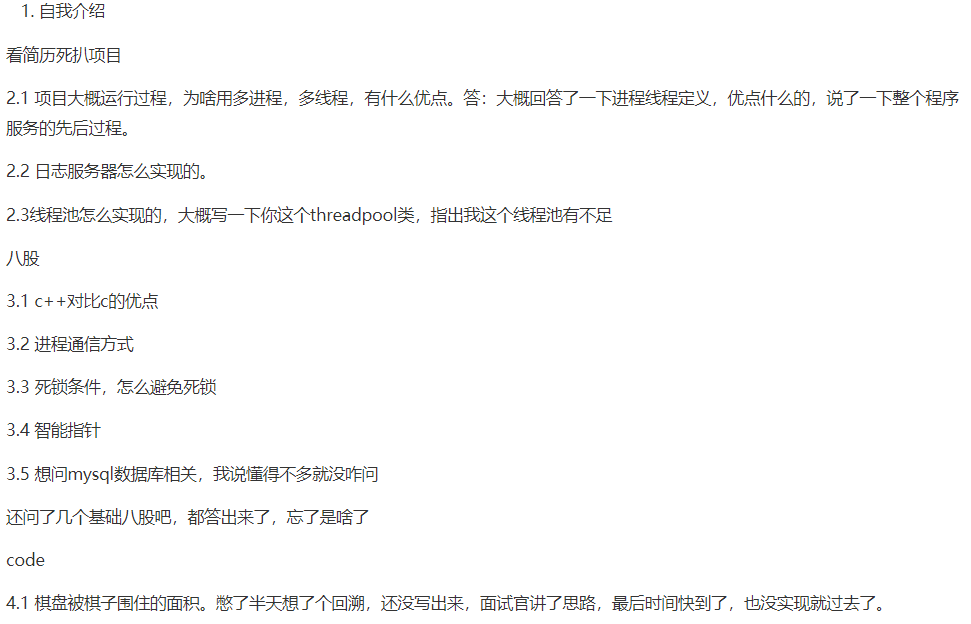 1. 自我介绍
看简历死扒项目
2.1 项目大概运行过程，为啥用多进程，多线程，有什么优点。答：大概回答了一下进程线程定义，优点什么的，说了一下整个程序
服务的先后过程。
2.2 日志服务器怎么实现的。
2.3线程池怎么实现的，大概写一下你这个threadpool类，指出我这个线程池有不足
八股
3.1 c++对比c的优点
3.2 进程通信方式
3.3 死锁条件，怎么避免死锁
3.4 智能指针
3.5 想问mysql数据库相关，我说懂得不多就没咋问
还问了几个基础八股吧，都答出来了，忘了是啥了
code
4.1 棋盘被棋子围住的面积。憋了半天想了个回溯，还没写出来，面试官讲了思路，最后时间快到了，也没实现就过去了。